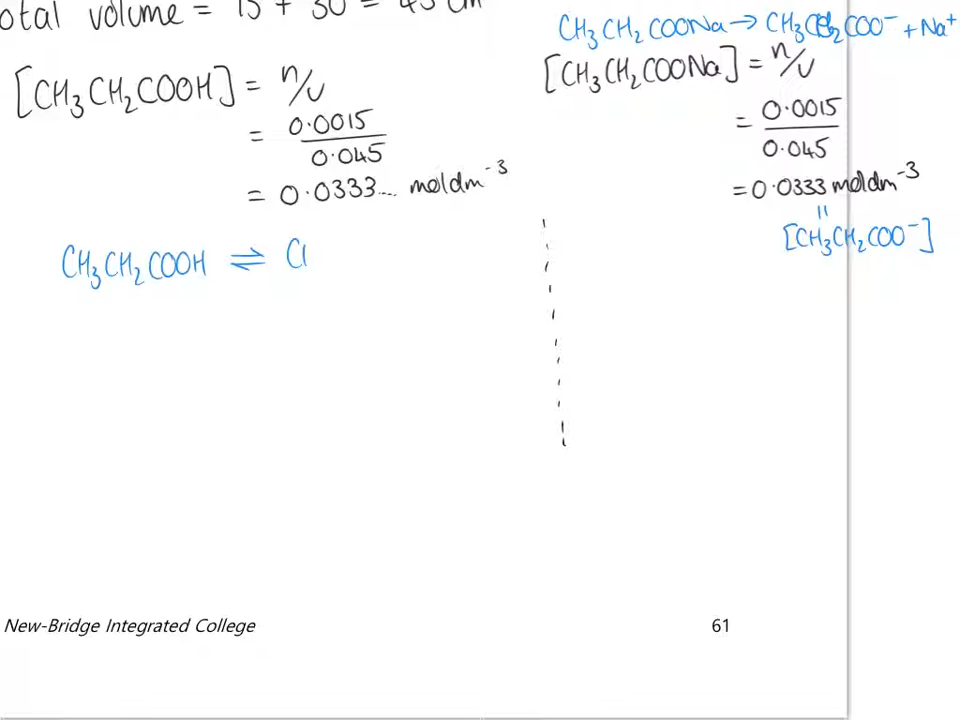 otal volume = 15 + 30 = 45 cm
CH₃CH₂COONa → CH₃CH₂COO⁻ + Na⁺
[CH₃CH₂COOH] = n/v
= 0.0015/0.045
= 0.0333... moldm⁻³
[CH₃CH₂COONa] = n/v
= 0.0015/0.045
= 0.0333 moldm⁻³
=
[CH₃CH₂COO⁻]
CH₃CH₂COOH ⇌ C
New-Bridge Integrated College
61